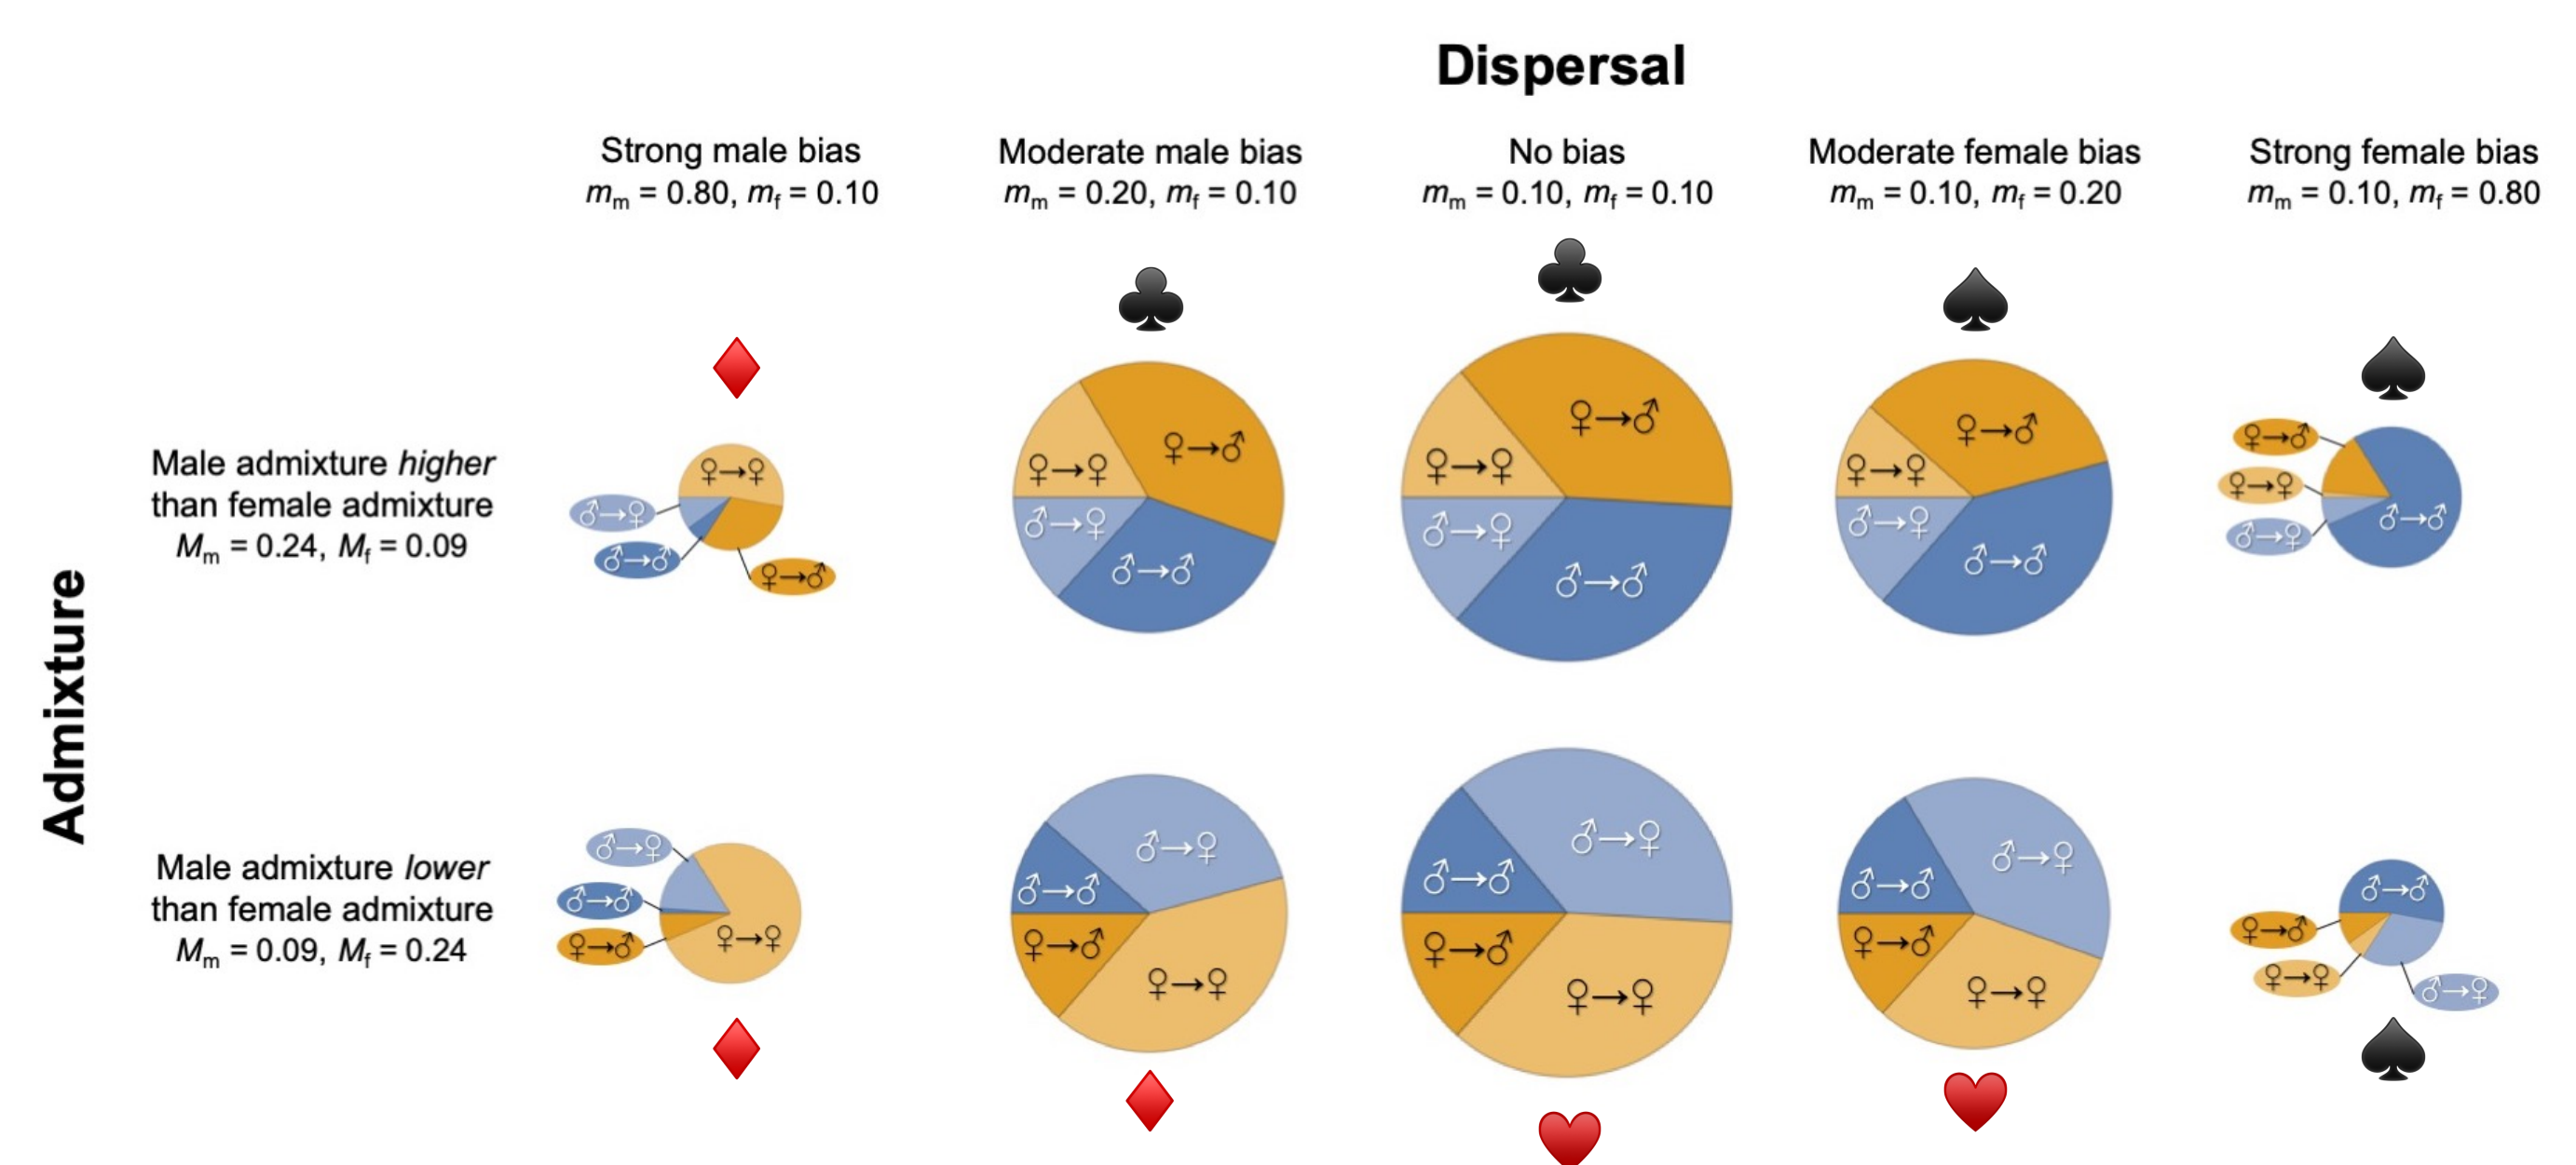 Dispersal
Strong male bias
mm = 0.80, mf = 0.10
Moderate male bias
mm = 0.20, mf = 0.10
No bias
mm = 0.10, mf = 0.10
Moderate female bias
mm = 0.10, mf = 0.20
Strong female bias
mm = 0.10, mf = 0.80
Admixture
Male admixture higher
than female admixture
Mm = 0.24, Mf = 0.09
♀→♀
♂→♀
♂→♂
♀→♂
♀→♂
♀→♀
♂→♀
♂→♂
♀→♂
♀→♀
♂→♀
♂→♂
♀→♂
♀→♀
♂→♀
♂→♂
♀→♂
♀→♀
♂→♀
♂→♂
Male admixture lower
than female admixture
Mm = 0.09, Mf = 0.24
♂→♀
♂→♂
♀→♂
♀→♀
♂→♀
♂→♂
♀→♂
♀→♀
♂→♀
♂→♂
♀→♂
♀→♀
♂→♀
♂→♂
♀→♂
♀→♀
♂→♂
♀→♂
♀→♀
♂→♀